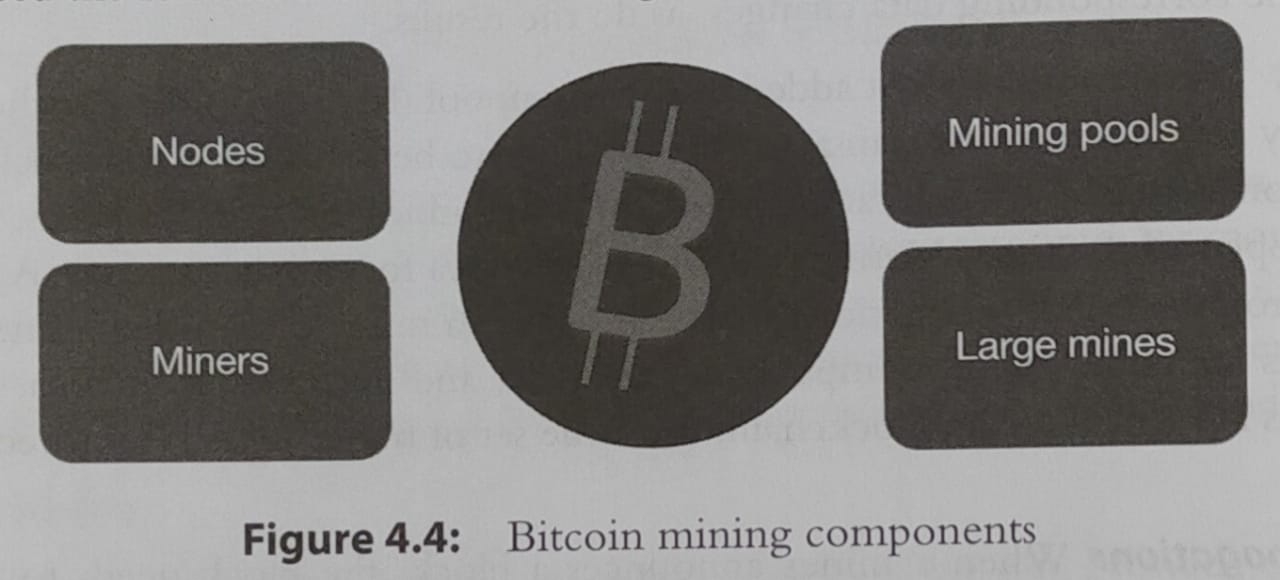 Nodes
Miners
Mining pools
Large mines
Figure 4.4: Bitcoin mining components